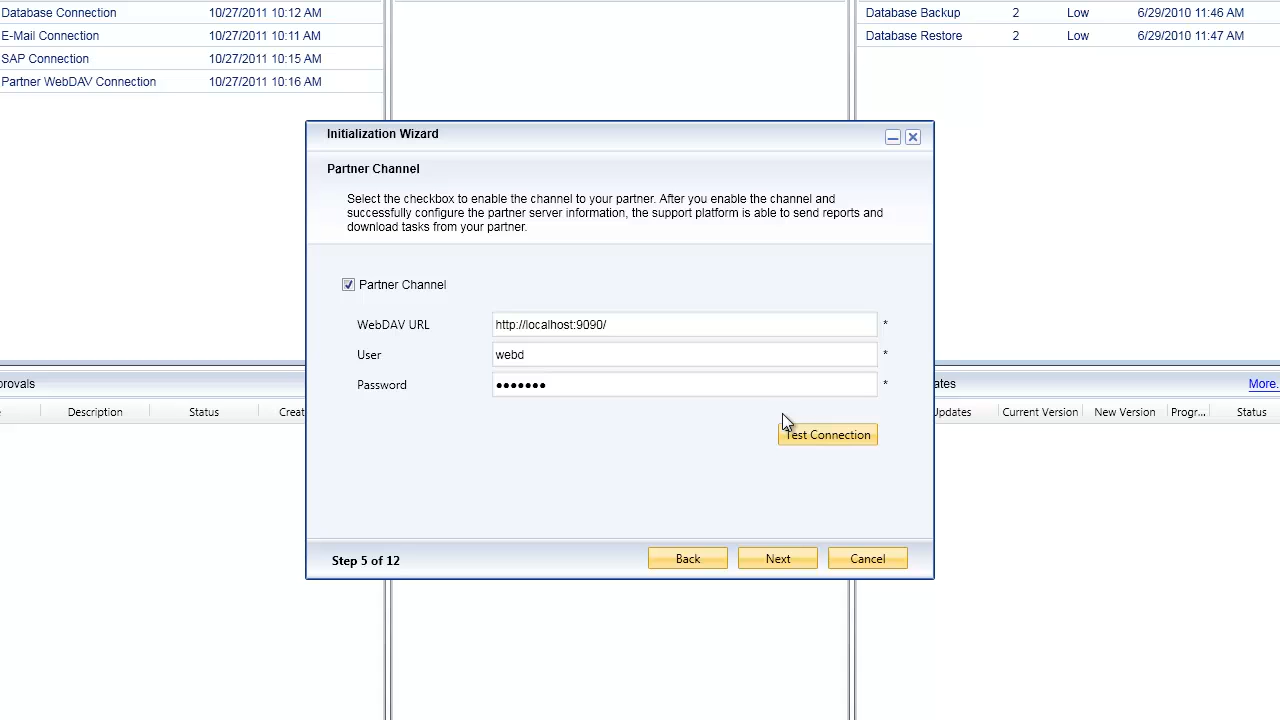 Database Connection 10/27/2011 10:12 AM
E-Mail Connection 10/27/2011 10:11 AM
SAP Connection 10/27/2011 10:15 AM
Partner WebDAV Connection 10/27/2011 10:16 AM
Database Backup 2 Low 6/29/2010 11:46 AM
Database Restore 2 Low 6/29/2010 11:47 AM
Initialization Wizard
Partner Channel
Select the checkbox to enable the channel to your partner. After you enable the channel and
successfully configure the partner server information, the support platform is able to send reports and
download tasks from your partner.
Partner Channel
WebDAV URL http://localhost:9090/ *
User webd *
Password ●●●●●●● *
Test Connection
Step 5 of 12 Back Next Cancel
rovals
Description Status Creat
ates More.
Updates Current Version New Version Progr... Status